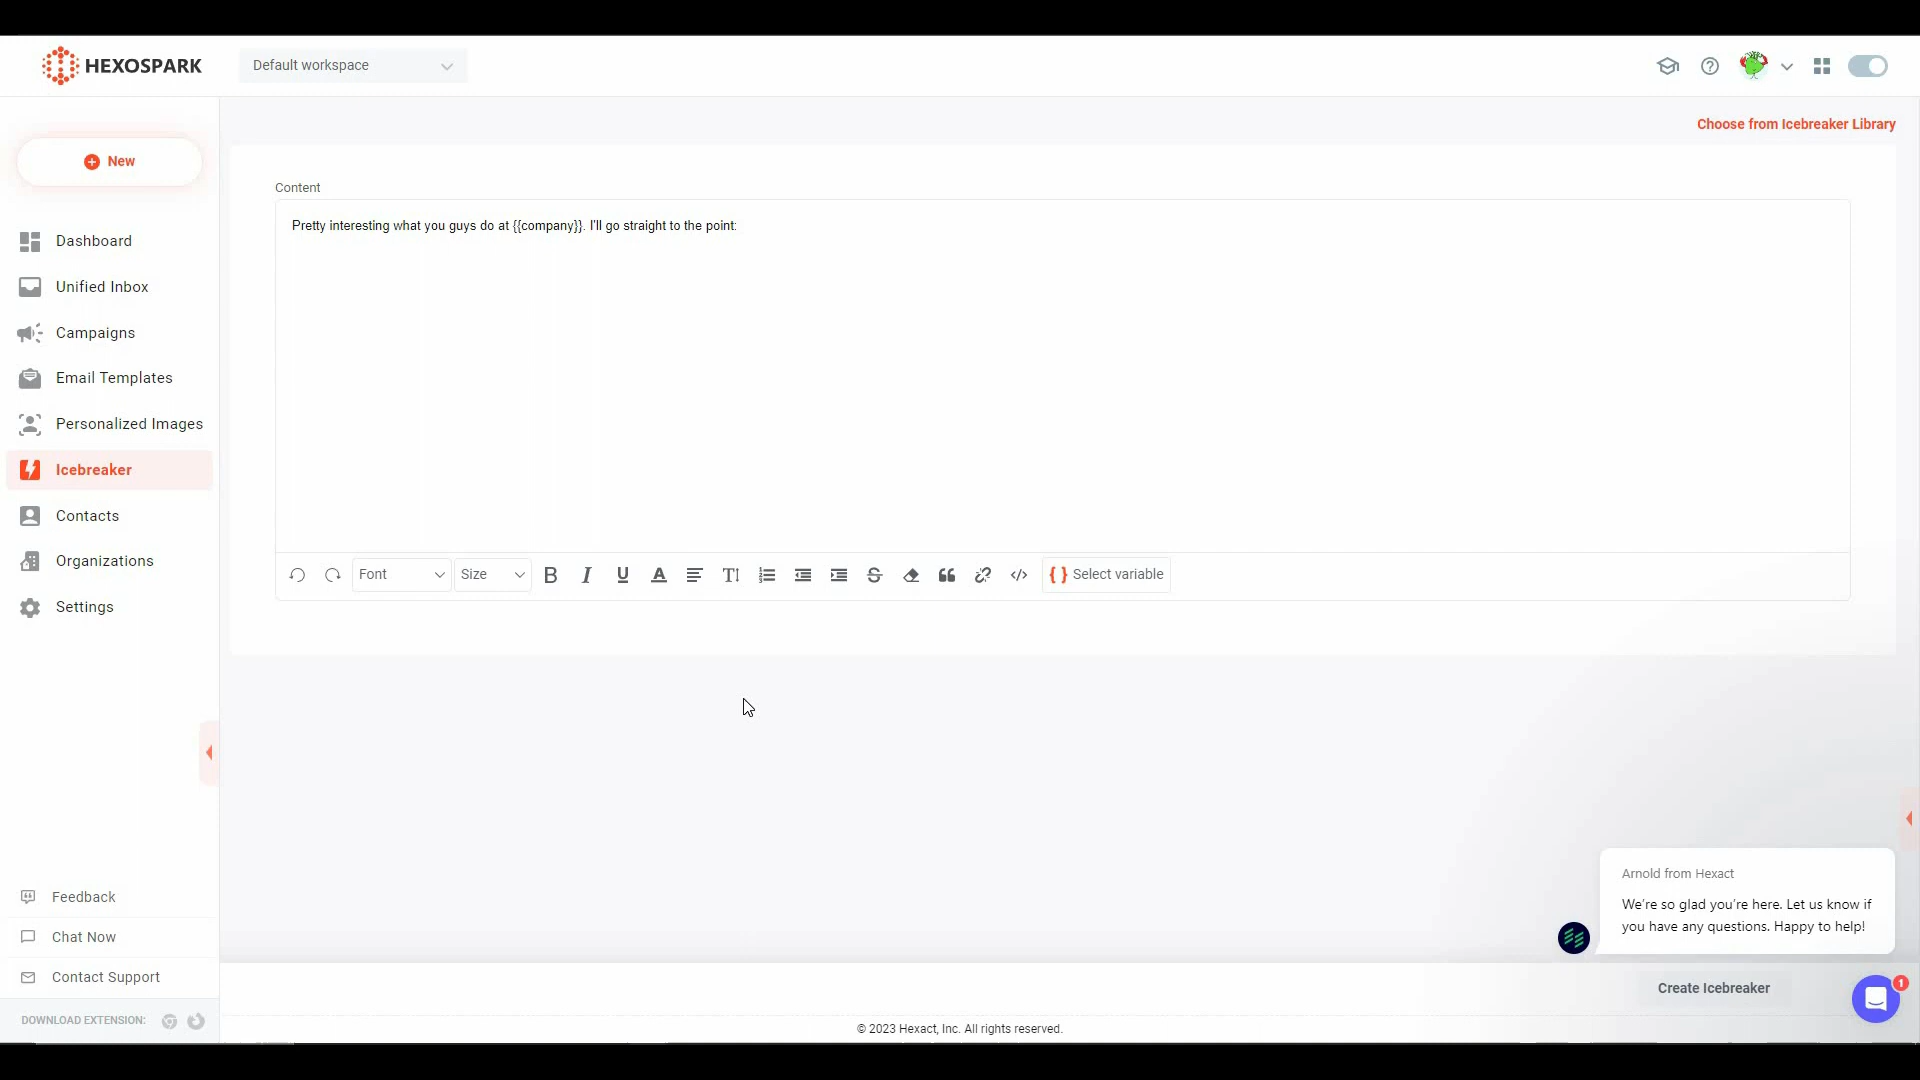 HEXOSPARK
Default workspace
Choose from Icebreaker Library
New
Content
Pretty interesting what you guys do at {{company}}. I'll go straight to the point:
Dashboard
Unified Inbox
Campaigns
Email Templates
Personalized Images
Icebreaker
Contacts
Organizations
Settings
Font
Size
Select variable
Feedback
Chat Now
Contact Support
DOWNLOAD EXTENSION:
Arnold from Hexact
We're so glad you're here. Let us know if
you have any questions. Happy to help!
Create Icebreaker
1
© 2023 Hexact, Inc. All rights reserved.